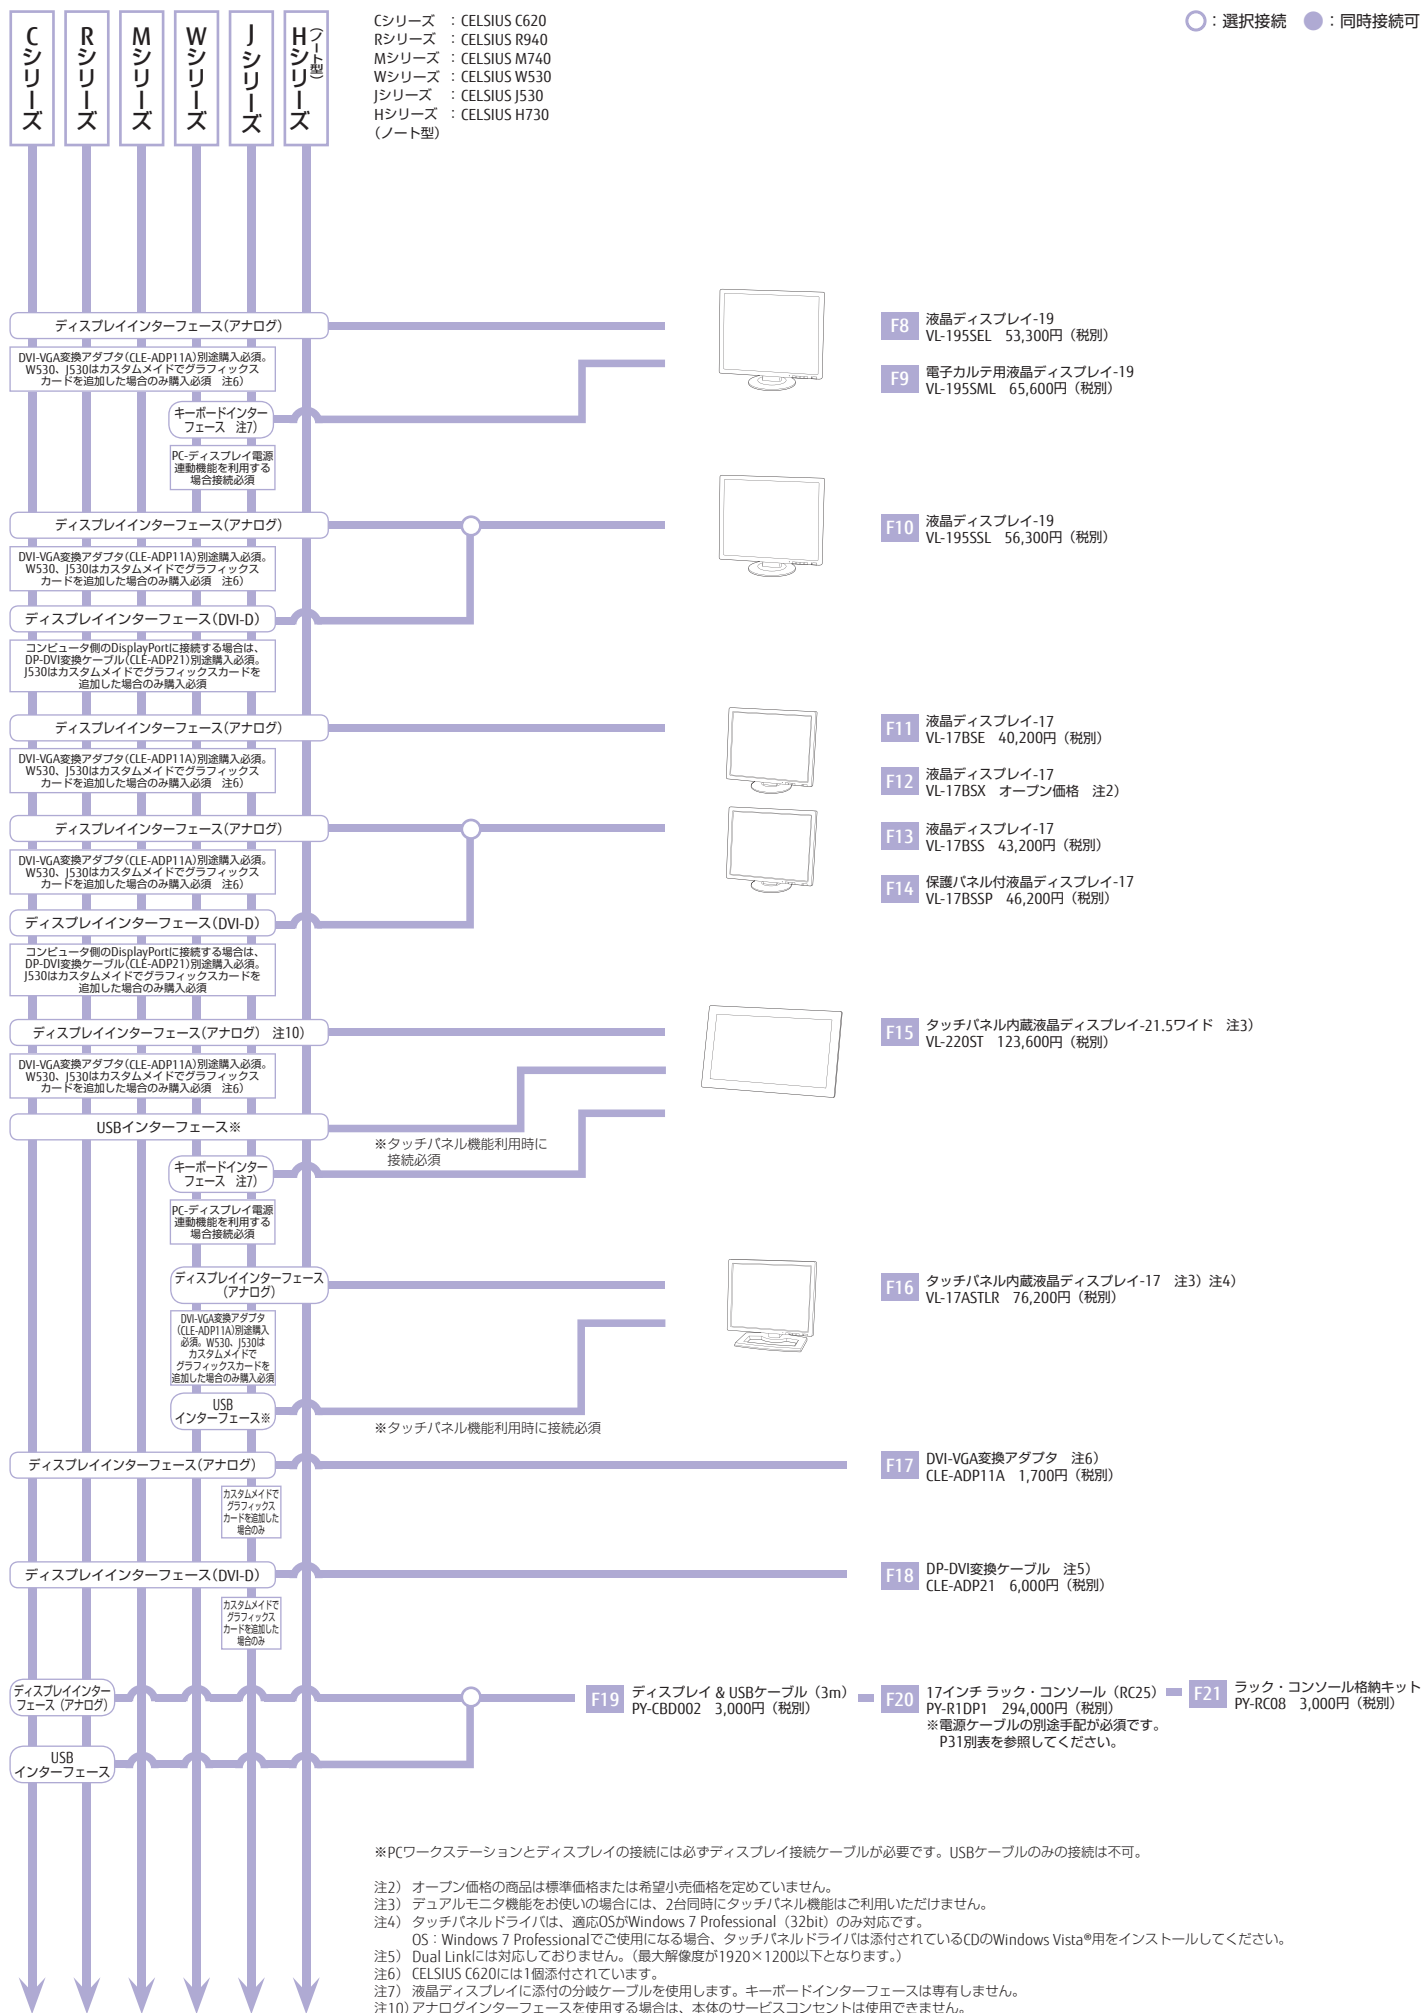 Cシリーズ
Rシリーズ
Mシリーズ
Wシリーズ
Jシリーズ
Hシリーズ（ノート型）
Cシリーズ ：CELSIUS C620
Rシリーズ ：CELSIUS R940
Mシリーズ ：CELSIUS M740
Wシリーズ ：CELSIUS W530
Jシリーズ ：CELSIUS J530
Hシリーズ ：CELSIUS H730
（ノート型）
○：選択接続 ●：同時接続可
ディスプレイインターフェース(アナログ)
DVI-VGA変換アダプタ(CLE-ADP11A)別途購入必須。
W530、J530はカスタムメイドでグラフィックス
カードを追加した場合のみ購入必須 注6)
キーボードインター
フェース 注7)
PC-ディスプレイ電源
連動機能を利用する
場合接続必須
F8 液晶ディスプレイ-19
VL-195SEL 53,300円（税別）
F9 電子カルテ用液晶ディスプレイ-19
VL-195SML 65,600円（税別）
ディスプレイインターフェース(アナログ)
DVI-VGA変換アダプタ(CLE-ADP11A)別途購入必須。
W530、J530はカスタムメイドでグラフィックス
カードを追加した場合のみ購入必須 注6)
ディスプレイインターフェース(DVI-D)
コンピュータ側のDisplayPortに接続する場合は、
DP-DVI変換ケーブル(CLE-ADP21)別途購入必須。
J530はカスタムメイドでグラフィックスカードを
追加した場合のみ購入必須
F10 液晶ディスプレイ-19
VL-195SSL 56,300円（税別）
ディスプレイインターフェース(アナログ)
DVI-VGA変換アダプタ(CLE-ADP11A)別途購入必須。
W530、J530はカスタムメイドでグラフィックス
カードを追加した場合のみ購入必須 注6)
F11 液晶ディスプレイ-17
VL-17BSE 40,200円（税別）
F12 液晶ディスプレイ-17
VL-17BSX オープン価格 注2)
ディスプレイインターフェース(アナログ)
DVI-VGA変換アダプタ(CLE-ADP11A)別途購入必須。
W530、J530はカスタムメイドでグラフィックス
カードを追加した場合のみ購入必須 注6)
ディスプレイインターフェース(DVI-D)
コンピュータ側のDisplayPortに接続する場合は、
DP-DVI変換ケーブル(CLE-ADP21)別途購入必須。
J530はカスタムメイドでグラフィックスカードを
追加した場合のみ購入必須
F13 液晶ディスプレイ-17
VL-17BSS 43,200円（税別）
F14 保護パネル付液晶ディスプレイ-17
VL-17BSSP 46,200円（税別）
ディスプレイインターフェース(アナログ) 注10)
DVI-VGA変換アダプタ(CLE-ADP11A)別途購入必須。
W530、J530はカスタムメイドでグラフィックス
カードを追加した場合のみ購入必須 注6)
USBインターフェース※
※タッチパネル機能利用時に
接続必須
キーボードインター
フェース 注7)
PC-ディスプレイ電源
連動機能を利用する
場合接続必須
F15 タッチパネル内蔵液晶ディスプレイ-21.5ワイド 注3)
VL-220ST 123,600円（税別）
ディスプレイインターフェース
(アナログ)
DVI-VGA変換アダプタ
(CLE-ADP11A)別途購入
必須。W530、J530は
カスタムメイドで
グラフィックスカードを
追加した場合のみ購入必須
USB
インターフェース※
※タッチパネル機能利用時に接続必須
F16 タッチパネル内蔵液晶ディスプレイ-17 注3) 注4)
VL-17ASTLR 76,200円（税別）
ディスプレイインターフェース(アナログ)
カスタムメイドで
グラフィックス
カードを追加した
場合のみ
F17 DVI-VGA変換アダプタ 注6)
CLE-ADP11A 1,700円（税別）
ディスプレイインターフェース(DVI-D)
カスタムメイドで
グラフィックス
カードを追加した
場合のみ
F18 DP-DVI変換ケーブル 注5)
CLE-ADP21 6,000円（税別）
ディスプレイインター
フェース（アナログ）
USB
インターフェース
F19 ディスプレイ & USBケーブル（3m）
PY-CBD002 3,000円（税別）
F20 17インチ ラック・コンソール（RC25）
PY-R1DP1 294,000円（税別）
※電源ケーブルの別途手配が必須です。
P31別表を参照してください。
F21 ラック・コンソール格納キット
PY-RC08 3,000円（税別）
※PCワークステーションとディスプレイの接続には必ずディスプレイ接続ケーブルが必要です。USBケーブルのみの接続は不可。
注2） オープン価格の商品は標準価格または希望小売価格を定めていません。
注3） デュアルモニタ機能をお使いの場合には、2台同時にタッチパネル機能はご利用いただけません。
注4） タッチパネルドライバは、適応OSがWindows 7 Professional（32bit）のみ対応です。
OS：Windows 7 Professionalでご使用になる場合、タッチパネルドライバは添付されているCDのWindows Vista®用をインストールしてください。
注5） Dual Linkには対応しておりません。（最大解像度が1920×1200以下となります。）
注6） CELSIUS C620には1個添付されています。
注7） 液晶ディスプレイに添付の分岐ケーブルを使用します。キーボードインターフェースは専有しません。
注10）アナログインターフェースを使用する場合は、本体のサービスコンセントは使用できません。